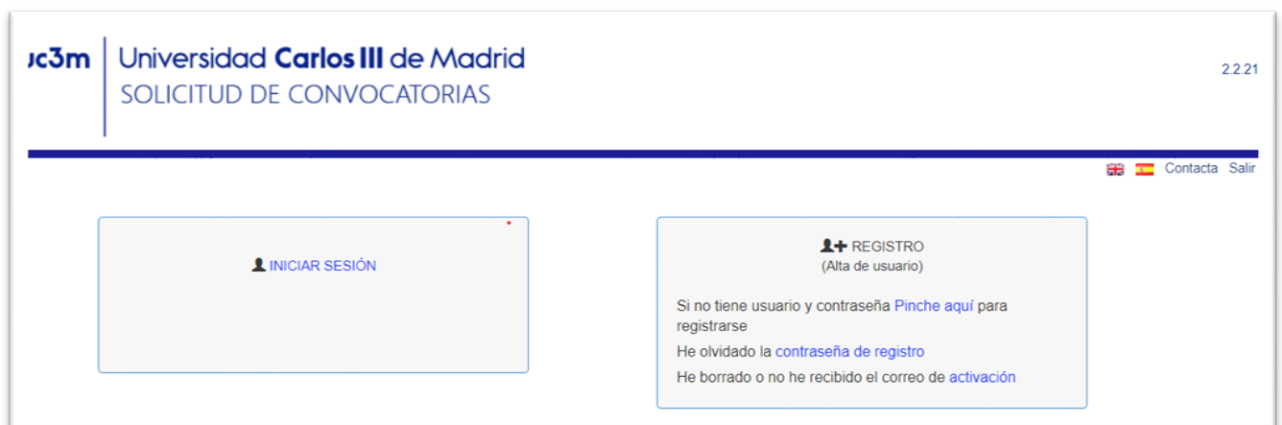 uc3m
Universidad Carlos III de Madrid
SOLICITUD DE CONVOCATORIAS
2.2.21
Contacta Salir
INICIAR SESIÓN
REGISTRO
(Alta de usuario)
Si no tiene usuario y contraseña Pinche aquí para
registrarse
He olvidado la contraseña de registro
He borrado o no he recibido el correo de activación